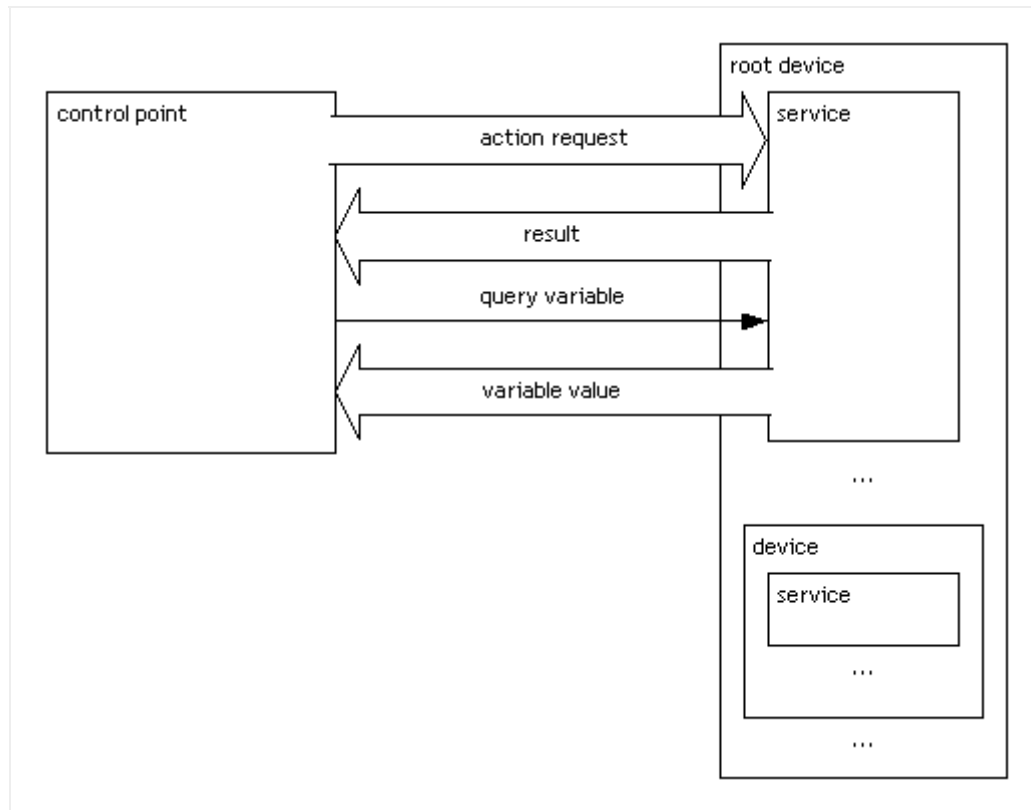 root device
control point
service
action request
result
query variable
variable value
...
device
service
...
...